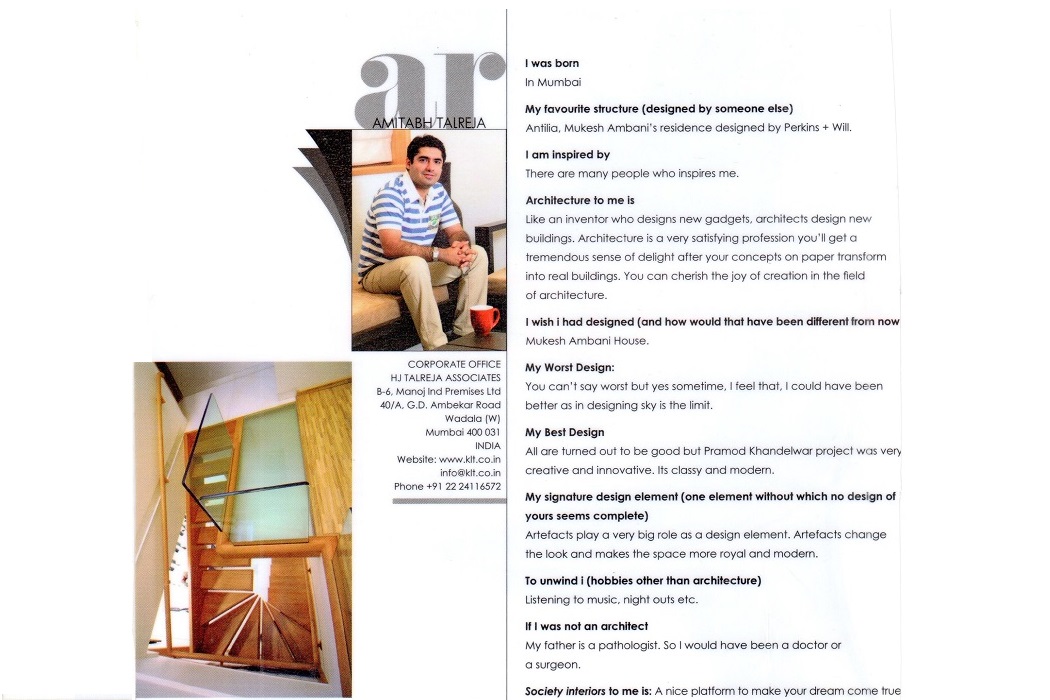 ar
AMITABH TALREJA
CORPORATE OFFICE
HJ TALREJA ASSOCIATES
B-6, Manoj Ind Premises Ltd
40/A, G.D. Ambekar Road
Wadala (W)
Mumbai 400 031
INDIA
Website: www.klt.co.in
info@klt.co.in
Phone +91 22 24116572
I was born
In Mumbai
My favourite structure (designed by someone else)
Antilia, Mukesh Ambani's residence designed by Perkins + Will.
I am inspired by
There are many people who inspires me.
Architecture to me is
Like an inventor who designs new gadgets, architects design new
buildings. Architecture is a very satisfying profession you'll get a
tremendous sense of delight after your concepts on paper transform
into real buildings. You can cherish the joy of creation in the field
of architecture.
I wish i had designed (and how would that have been different from now
Mukesh Ambani House.
My Worst Design:
You can't say worst but yes sometime, I feel that, I could have been
better as in designing sky is the limit.
My Best Design
All are turned out to be good but Pramod Khandelwar project was very
creative and innovative. Its classy and modern.
My signature design element (one element without which no design of
yours seems complete)
Artefacts play a very big role as a design element. Artefacts change
the look and makes the space more royal and modern.
To unwind i (hobbies other than architecture)
Listening to music, night outs etc.
If I was not an architect
My father is a pathologist. So I would have been a doctor or
a surgeon.
Society interiors to me is: A nice platform to make your dream come true